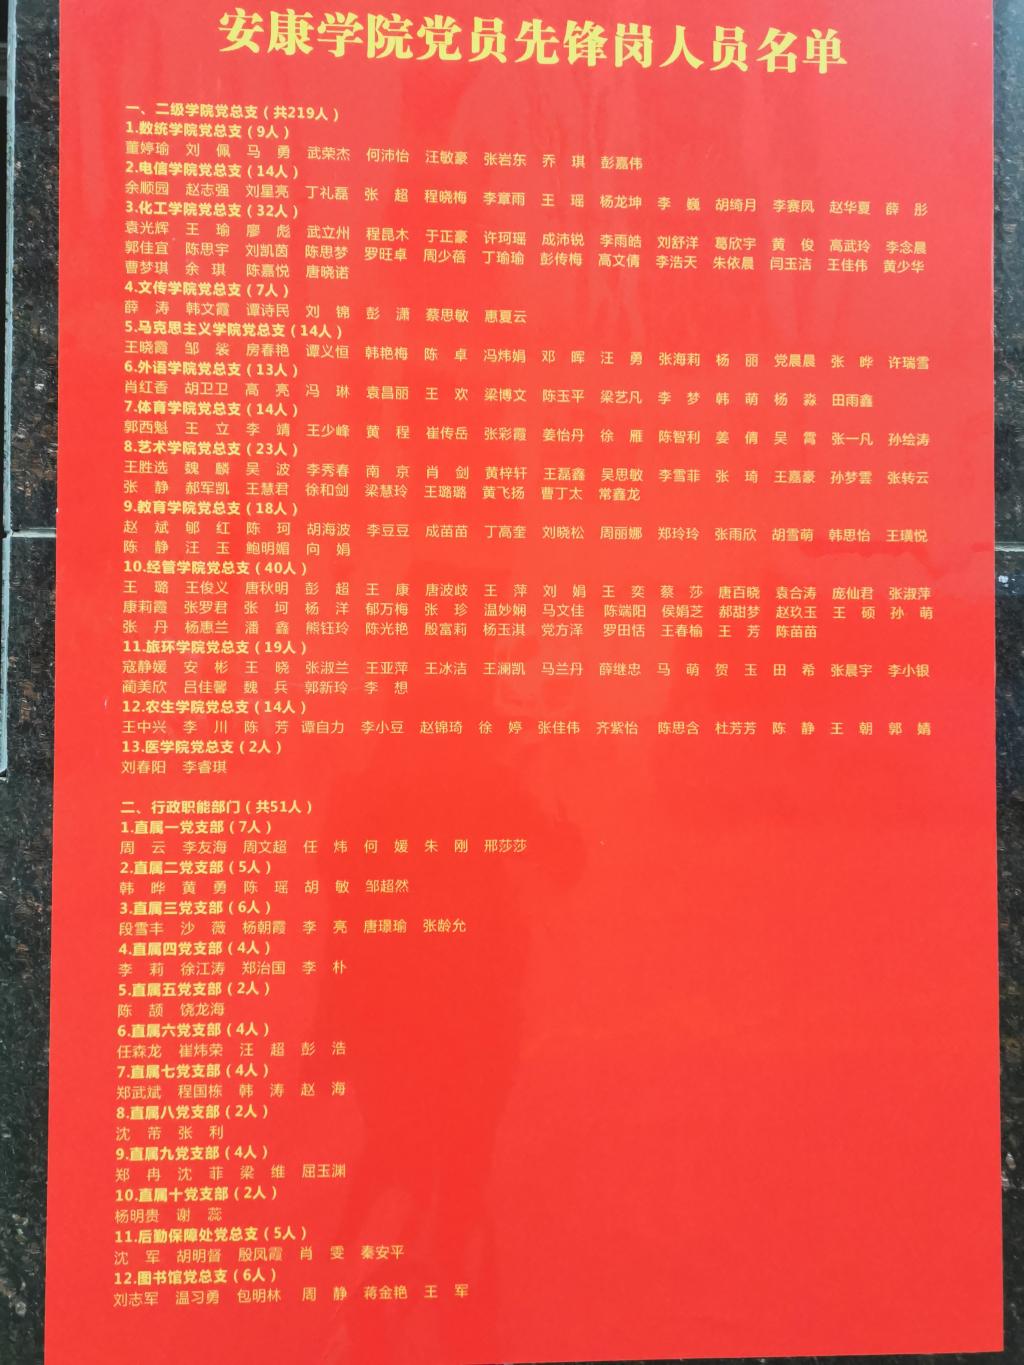 安康学院党员先锋岗人员名单
一、二级学院党总支（共219人）
1.数统学院党总支（9人）
董婷瑜 刘佩 马勇 武荣杰 何沛怡 汪敏豪 张岩东 乔琪 彭嘉伟
2.电信学院党总支（14人）
余顺园 赵志强 刘星亮 丁礼磊 张超 程晓梅 李章雨 王瑶 杨龙坤 李巍 胡绮月 李赛凤 赵华夏 薛彤
3.化工学院党总支（32人）
袁光辉 王瑜 廖彪 武立州 程昆木 于正豪 许珂瑶 成沛锐 李雨皓 刘舒洋 葛欣宇 黄俊 高武玲 李念晨
郭佳宜 陈思宇 刘凯茵 陈思梦 罗旺卓 周少蓓 丁瑜瑜 彭传梅 高文倩 李浩天 朱依晨 闫玉洁 王佳伟 黄少华
曹梦琪 余琪 陈嘉悦 唐晓诺
4.文传学院党总支（7人）
薛涛 韩文霞 谭诗民 刘锦 彭潇 蔡思敏 惠夏云
5.马克思主义学院党总支（14人）
王晓霞 邹裟 房春艳 谭义恒 韩艳梅 陈卓 冯炜娟 邓晖 汪勇 张海莉 杨丽 党晨晨 张晔 许瑞雪
6.外语学院党总支（13人）
肖红香 胡卫卫 高亮 冯琳 袁昌丽 王欢 梁博文 陈玉平 梁艺凡 李梦 韩萌 杨淼 田雨鑫
7.体育学院党总支（14人）
郭西魁 王立 李靖 王少峰 黄程 崔传岳 张彩霞 姜怡丹 徐雁 陈智利 姜倩 吴霄 张一凡 孙绘涛
8.艺术学院党总支（23人）
王胜选 魏麟 吴波 李秀春 南京 肖剑 黄梓轩 王磊鑫 吴思敏 李雪菲 张琦 王嘉豪 孙梦雲 张转云
张静 郝军凯 王慧君 徐和剑 梁慧玲 王璐璐 黄飞扬 曹丁太 常鑫龙
9.教育学院党总支（18人）
赵斌 郇红 陈珂 胡海波 李豆豆 成苗苗 丁高奎 刘晓松 周丽娜 郑玲玲 张雨欣 胡雪萌 韩思怡 王璜悦
陈静 汪玉 鲍明媚 向娟
10.经管学院党总支（40人）
王璐 王俊义 唐秋明 彭超 王康 唐波歧 王萍 刘娟 王奕 蔡莎 唐百晓 袁合涛 庞仙君 张淑萍
康莉霞 张罗君 张坷 杨洋 郁万梅 张珍 温妙娴 马文佳 陈端阳 侯娟芝 郝甜梦 赵玖玉 王硕 孙萌
张丹 杨惠兰 潘鑫 熊钰玲 陈光艳 殷富莉 杨玉淇 党方泽 罗田恬 王春榆 王芳 陈苗苗
11.旅环学院党总支（19人）
寇静媛 安彬 王晓 张淑兰 王亚萍 王冰洁 王澜凯 马兰丹 薛继忠 马萌 贺玉 田希 张晨宇 李小银
蔺美欣 吕佳馨 魏兵 郭新玲 李想
12.农生学院党总支（14人）
王中兴 李川 陈芳 谭自力 李小豆 赵锦琦 徐婷 张佳伟 齐紫怡 陈思含 杜芳芳 陈静 王朝 郭婧
13.医学院党总支（2人）
刘春阳 李睿琪
二、行政职能部门（共51人）
1.直属一党支部（7人）
周云 李友海 周文超 任炜 何媛 朱刚 邢莎莎
2.直属二党支部（5人）
韩晔 黄勇 陈瑶 胡敏 邹超然
3.直属三党支部（6人）
段雪丰 沙薇 杨朝霞 李亮 唐璟瑜 张龄允
4.直属四党支部（4人）
李莉 徐江涛 郑治国 李朴
5.直属五党支部（2人）
陈颉 饶龙海
6.直属六党支部（4人）
任森龙 崔炜荣 汪超 彭浩
7.直属七党支部（4人）
郑武斌 程国栋 韩涛 赵海
8.直属八党支部（2人）
沈芾 张利
9.直属九党支部（4人）
郑冉 沈菲 梁维 屈玉渊
10.直属十党支部（2人）
杨明贵 谢蕊
11.后勤保障处党总支（5人）
沈军 胡明督 殷凤霞 肖雯 秦安平
12.图书馆党总支（6人）
刘志军 温习勇 包明林 周静 蒋金艳 王军